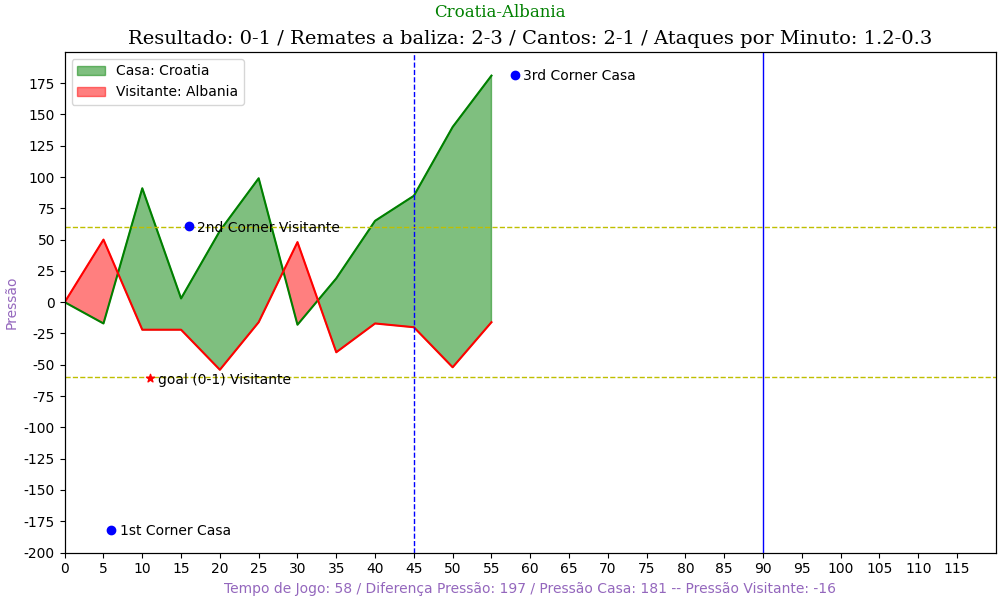 Croatia-Albania
Resultado: 0-1 / Remates a baliza: 2-3 / Cantos: 2-1 / Ataques por Minuto: 1.2-0.3
Casa: Croatia
Visitante: Albania
3rd Corner Casa
2nd Corner Visitante
goal (0-1) Visitante
1st Corner Casa
Pressão
175
150
125
100
75
50
25
0
-25
-50
-75
-100
-125
-150
-175
-200
0 5 10 15 20 25 30 35 40 45 50 55 60 65 70 75 80 85 90 95 100 105 110 115
Tempo de Jogo: 58 / Diferença Pressão: 197 / Pressão Casa: 181 -- Pressão Visitante: -16